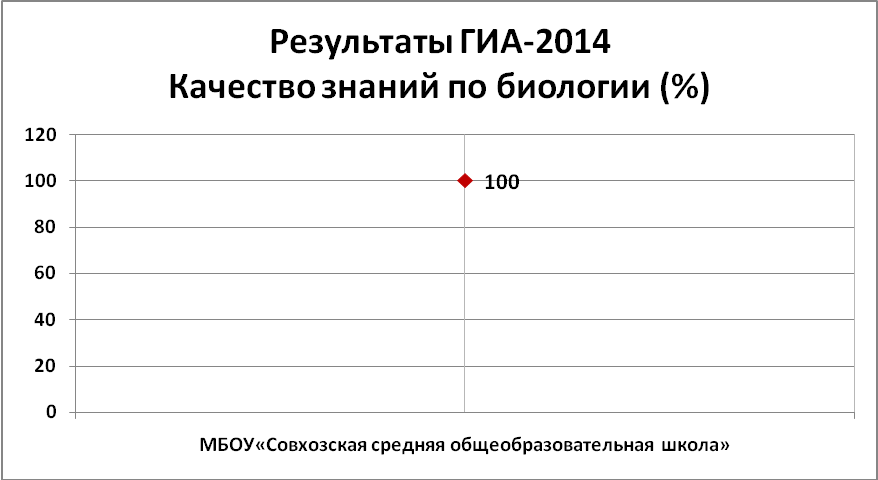 Результаты ГИА-2014
Качество знаний по биологии (%)
120
100
100
80
60
40
20
0
МБОУ«Совхозская средняя общеобразовательная школа»